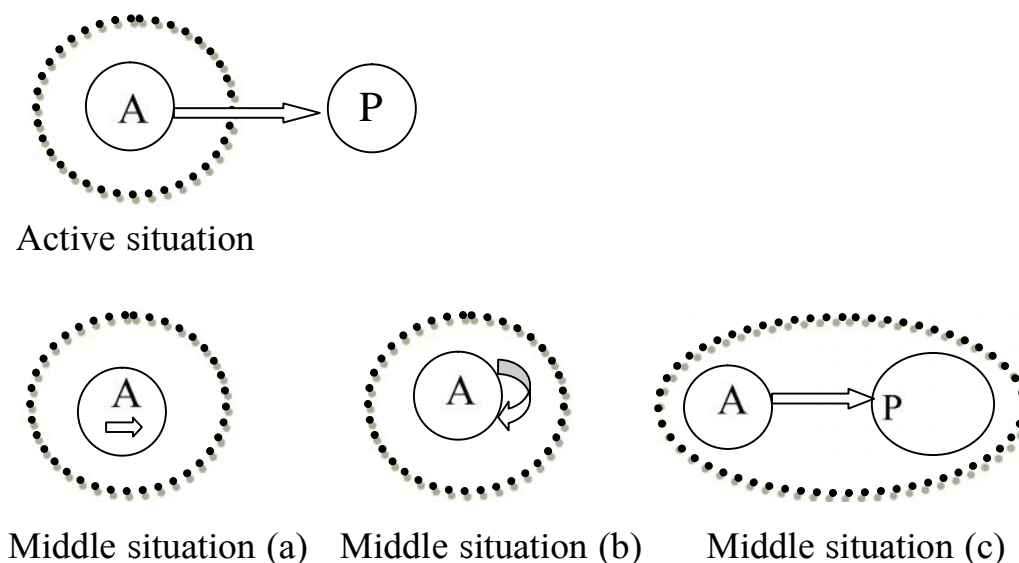 A P
Active situation
A A A P
Middle situation (a) Middle situation (b) Middle situation (c)